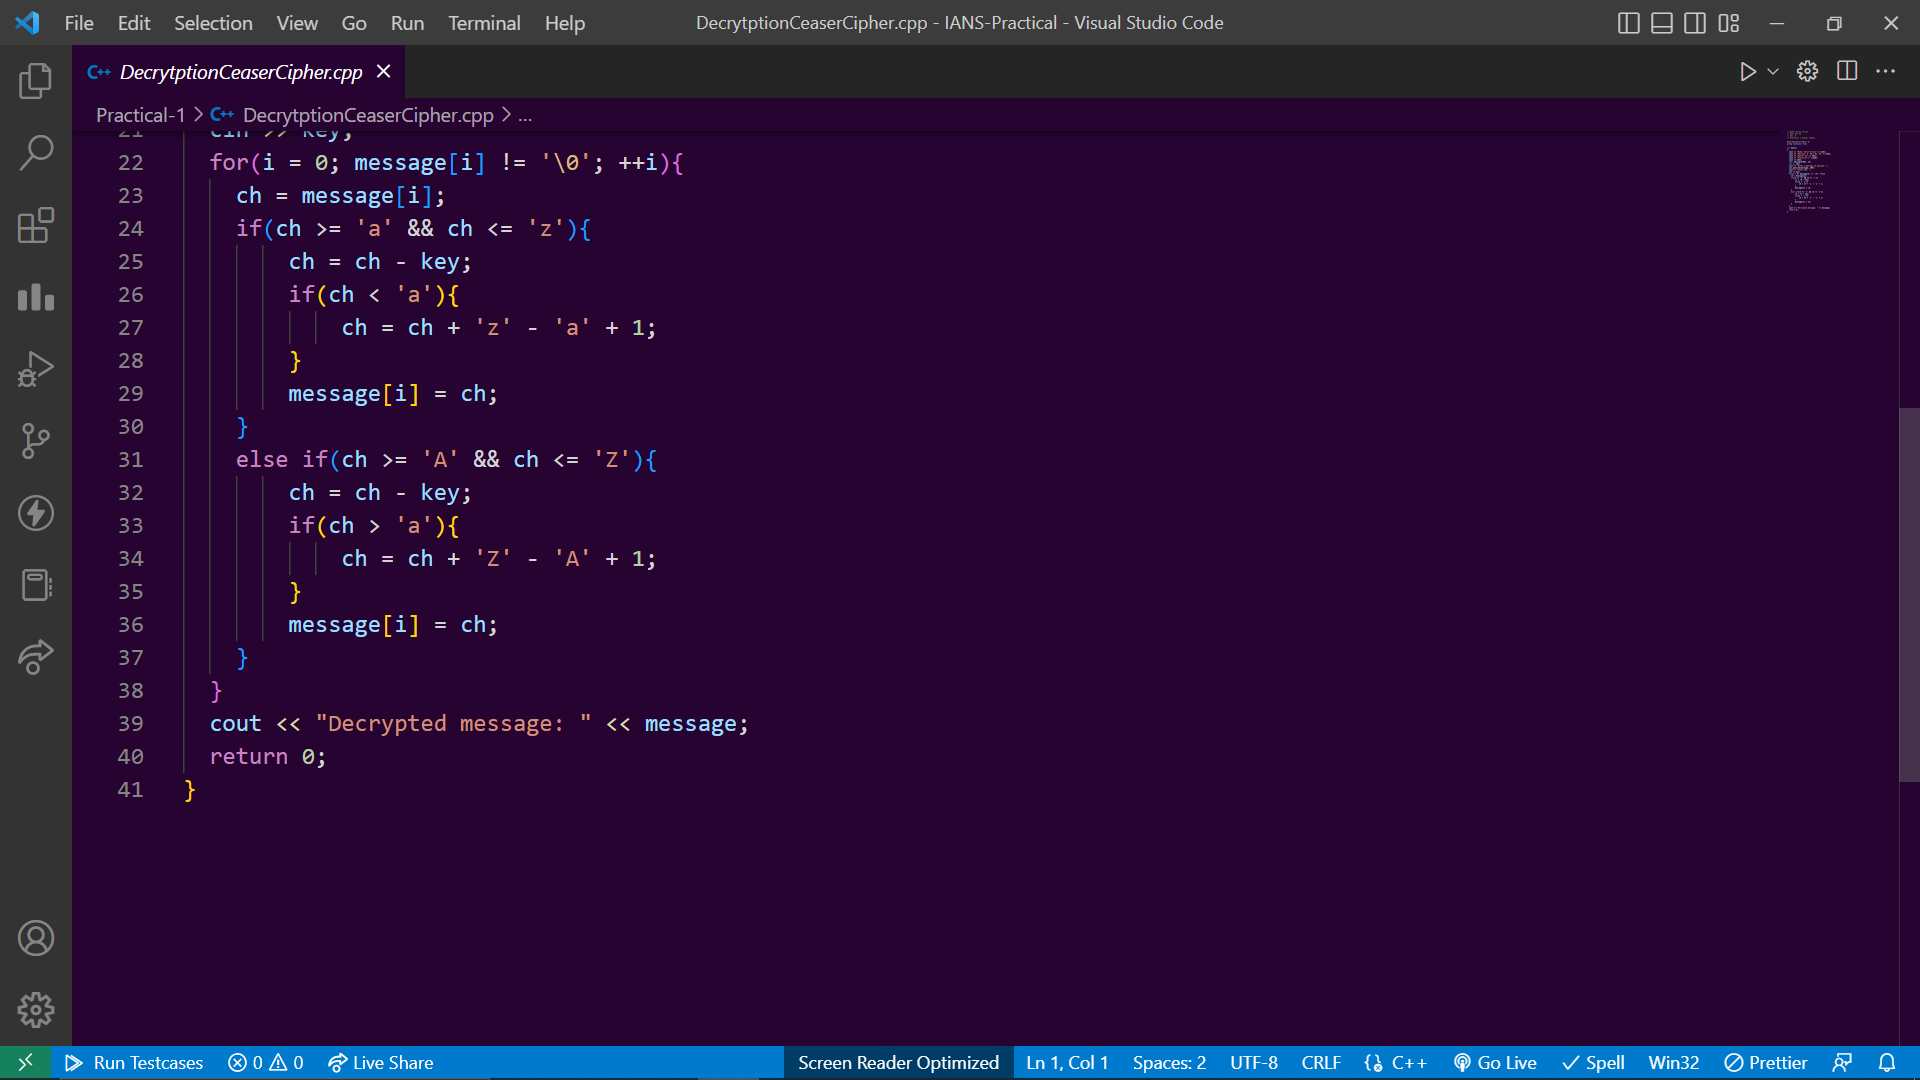 File Edit Selection View Go Run Terminal Help DecrytptionCeaserCipher.cpp - IANS-Practical - Visual Studio Code
C++ DecrytptionCeaserCipher.cpp
Practical-1 > C++ DecrytptionCeaserCipher.cpp > ...
21 cin >> key;
22 for(i = 0; message[i] != '\0'; ++i){
23 ch = message[i];
24 if(ch >= 'a' && ch <= 'z'){
25 ch = ch - key;
26 if(ch < 'a'){
27 ch = ch + 'z' - 'a' + 1;
28 }
29 message[i] = ch;
30 }
31 else if(ch >= 'A' && ch <= 'Z'){
32 ch = ch - key;
33 if(ch > 'a'){
34 ch = ch + 'Z' - 'A' + 1;
35 }
36 message[i] = ch;
37 }
38 }
39 cout << "Decrypted message: " << message;
40 return 0;
41 }
Run Testcases 0 0 Live Share Screen Reader Optimized Ln 1, Col 1 Spaces: 2 UTF-8 CRLF C++ Go Live Spell Win32 Prettier